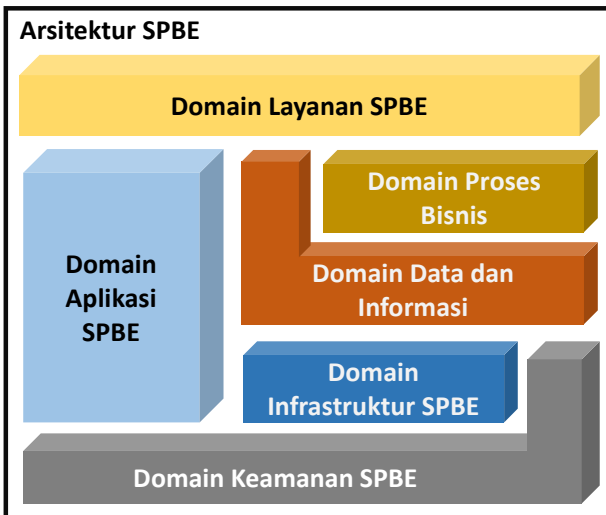 Arsitektur SPBE
Domain Layanan SPBE
Domain Proses
Bisnis
Domain
Aplikasi
SPBE
Domain Data dan
Informasi
Domain
Infrastruktur SPBE
Domain Keamanan SPBE